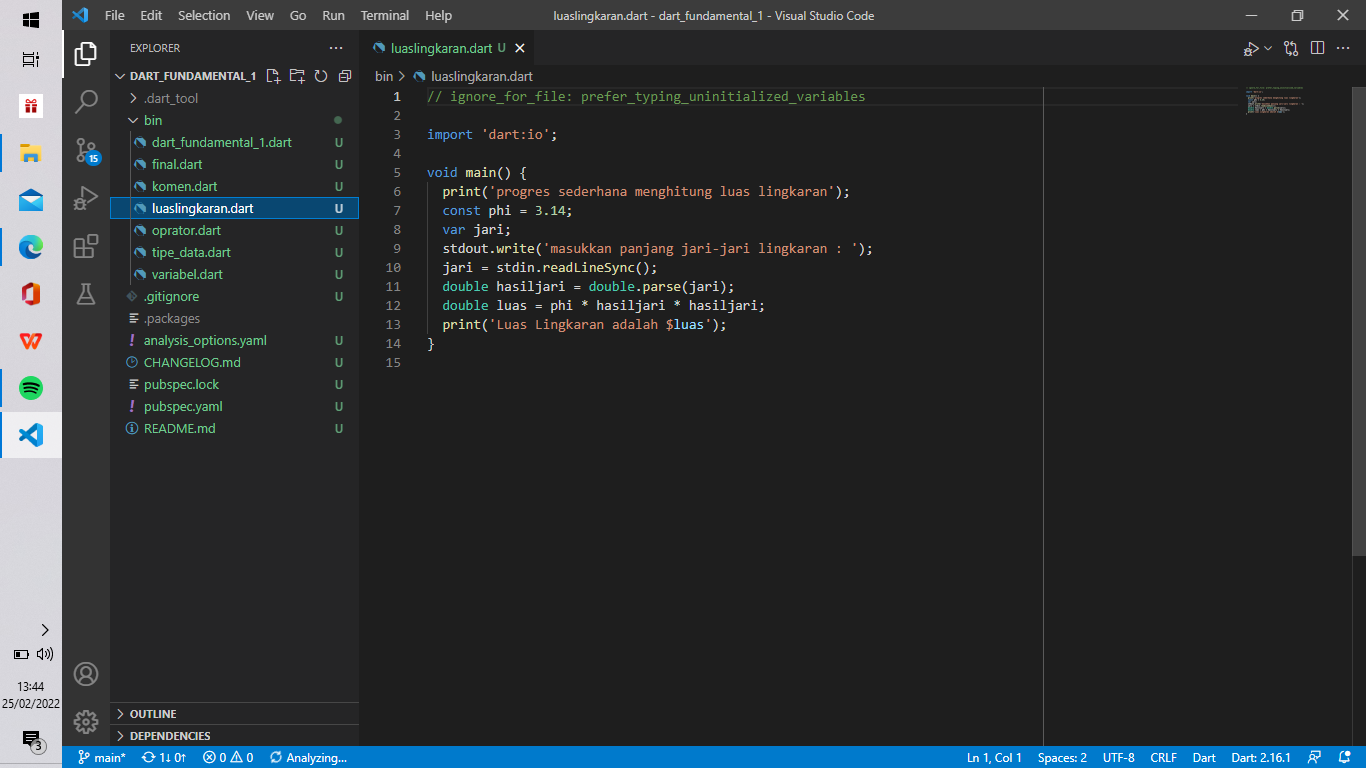 File Edit Selection View Go Run Terminal Help luaslingkaran.dart - dart_fundamental_1 - Visual Studio Code
EXPLORER
DART_FUNDAMENTAL_1
.dart_tool
bin
dart_fundamental_1.dart U
final.dart U
komen.dart U
luaslingkaran.dart U
oprator.dart U
tipe_data.dart U
variabel.dart U
.gitignore U
.packages
analysis_options.yaml U
CHANGELOG.md U
pubspec.lock U
pubspec.yaml U
README.md U
OUTLINE
DEPENDENCIES
15
luaslingkaran.dart U
bin > luaslingkaran.dart
1 // ignore_for_file: prefer_typing_uninitialized_variables
2
3 import 'dart:io';
4
5 void main() {
6 print('progres sederhana menghitung luas lingkaran');
7 const phi = 3.14;
8 var jari;
9 stdout.write('masukkan panjang jari-jari lingkaran : ');
10 jari = stdin.readLineSync();
11 double hasiljari = double.parse(jari);
12 double luas = phi * hasiljari * hasiljari;
13 print('Luas Lingkaran adalah $luas');
14 }
15
13:44
25/02/2022
3
main* 1↓ 0↑ 0 0 Analyzing... Ln 1, Col 1 Spaces: 2 UTF-8 CRLF Dart Dart: 2.16.1